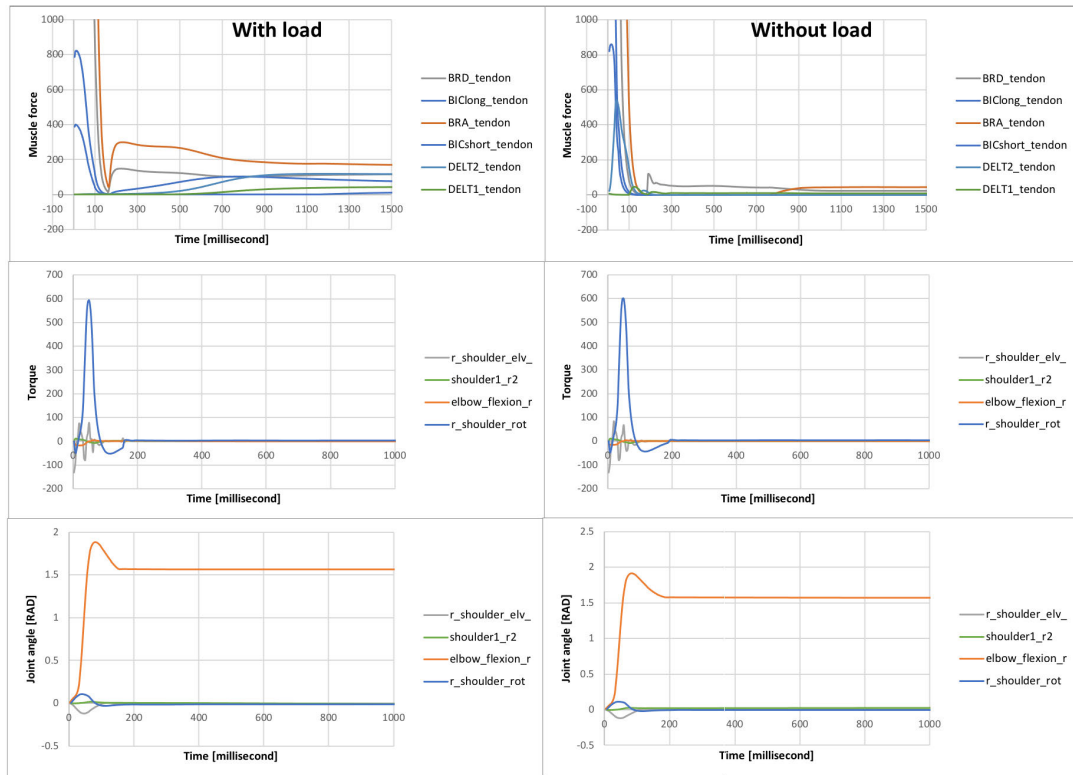 With load
Muscle force
1000
800
600
400
200
0
-200
100 300 500 700 900 1100 1300 1500
Time [millisecond]
BRD_tendon
BIClong_tendon
BRA_tendon
BICshort_tendon
DELT2_tendon
DELT1_tendon
Without load
Muscle force
1000
800
600
400
200
0
-200
100 300 500 700 900 1100 1300 1500
Time [millisecond]
BRD_tendon
BIClong_tendon
BRA_tendon
BICshort_tendon
DELT2_tendon
DELT1_tendon
Torque
700
600
500
400
300
200
100
0
-100
-200
0 200 400 600 800 1000
Time [millisecond]
r_shoulder_elv_
shoulder1_r2
elbow_flexion_r
r_shoulder_rot
Torque
700
600
500
400
300
200
100
0
-100
-200
0 200 400 600 800 1000
Time [millisecond]
r_shoulder_elv_
shoulder1_r2
elbow_flexion_r
r_shoulder_rot
Joint angle [RAD]
2
1.5
1
0.5
0
-0.5
0 200 400 600 800 1000
Time [millisecond]
r_shoulder_elv_
shoulder1_r2
elbow_flexion_r
r_shoulder_rot
Joint angle [RAD]
2.5
2
1.5
1
0.5
0
-0.5
0 200 400 600 800 1000
Time [millisecond]
r_shoulder_elv_
shoulder1_r2
elbow_flexion_r
r_shoulder_rot